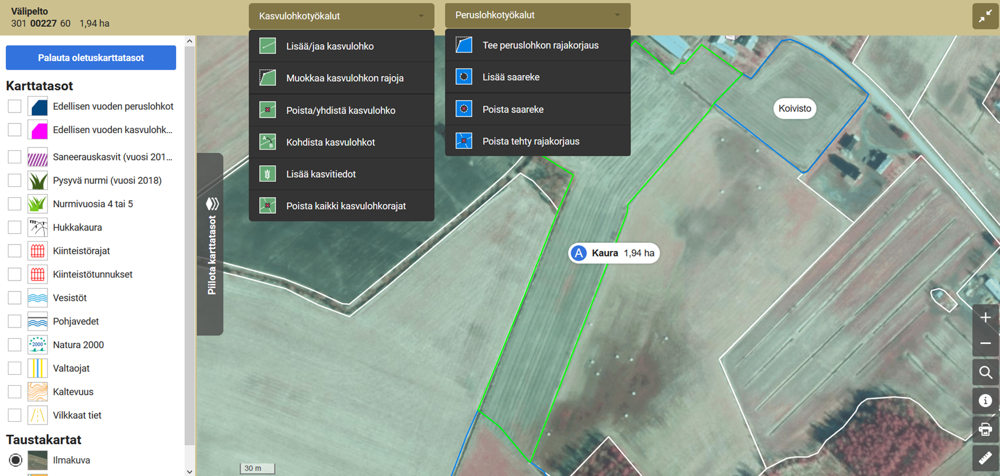 Välipelto
301 00227 60 1,94 ha
Palauta oletuskarttatasot
Karttatasot
Edellisen vuoden peruslohkot
Edellisen vuoden kasvulohk...
Saneerauskasvit (vuosi 201...
Pysyvä nurmi (vuosi 2018)
Nurmivuosia 4 tai 5
Hukkakaura
Kiinteistörajat
Kiinteistötunnukset
Vesistöt
Pohjavedet
2000
Natura 2000
Valtaojat
Kaltevuus
Vilkkaat tiet
Taustakartat
Ilmakuva
Piilota karttatasot
Kasvulohkotyökalut
Lisää/jaa kasvulohko
Muokkaa kasvulohkon rajoja
Poista/yhdistä kasvulohko
A
B
Kohdista kasvulohkot
Lisää kasvitiedot
Poista kaikki kasvulohkorajat
Peruslohkotyökalut
Tee peruslohkon rajakorjaus
Lisää saareke
Poista saareke
Poista tehty rajakorjaus
Koivisto
A Kaura 1,94 ha
30 m